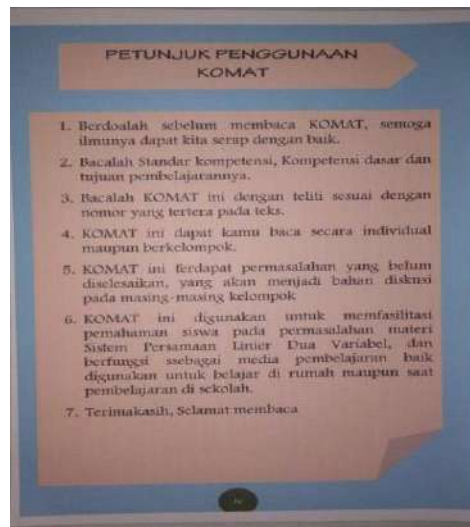 PETUNJUK PENGGUNAAN
KOMAT
1. Berdoalah sebelum membaca KOMAT, semoga
ilmunya dapat kita serap dengan baik.
2. Bacalah Standar kompetensi, Kompetensi dasar dan
tujuan pembelajarannya.
3. Bacalah KOMAT ini dengan teliti sesuai dengan
nomor yang tertera pada teks.
4. KOMAT ini dapat kamu baca secara individual
maupun berkelompok.
5. KOMAT ini terdapat permasalahan yang belum
diselesaikan, yang akan menjadi bahan diskusi
pada masing-masing kelompok
6. KOMAT ini digunakan untuk memfasilitasi
pemahaman siswa pada permasalahan materi
Sistem Persamaan Linier Dua Variabel, dan
berfungsi ssebagai media pembelajaran baik
digunakan untuk belajar di rumah maupun saat
pembelajaran di sekolah.
7. Terimakasih, Selamat membaca